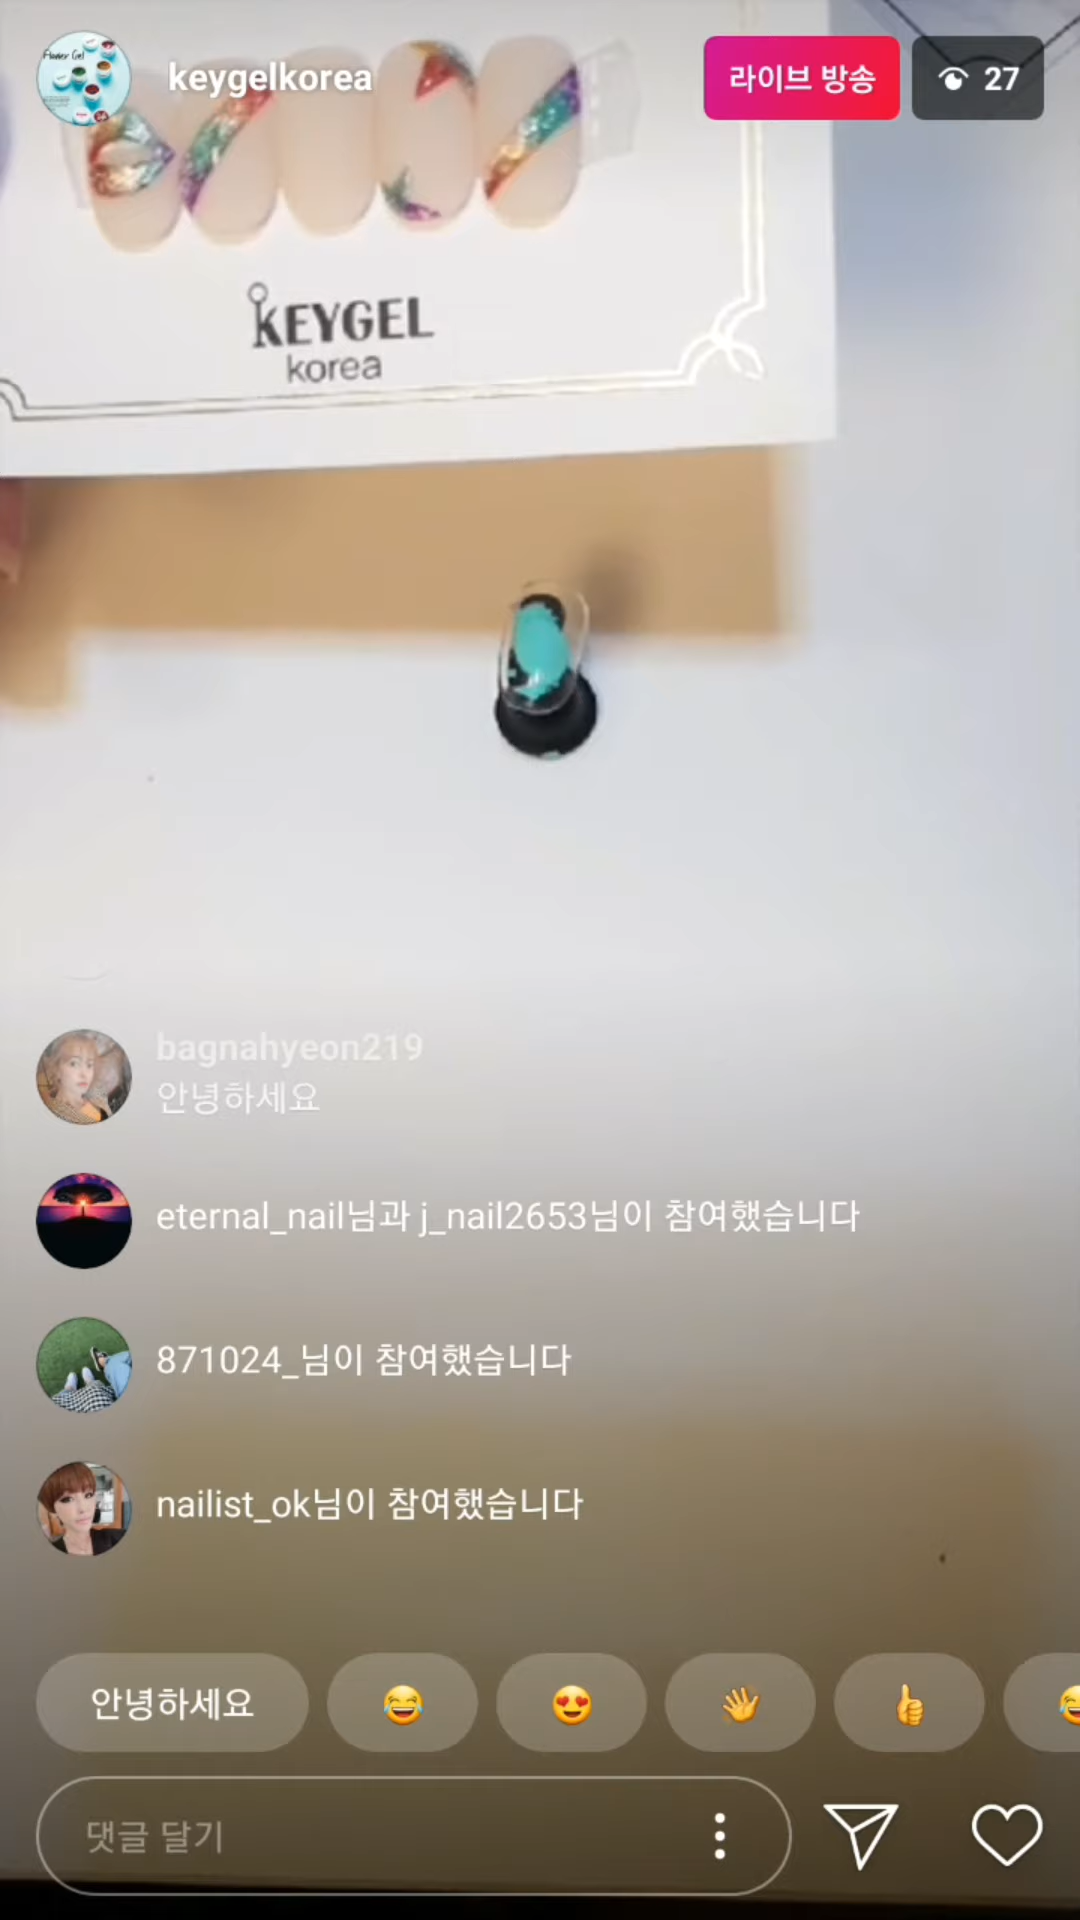 Flower Gel
keygelkorea
라이브 방송
27
KEYGEL
korea
bagnahyeon219
안녕하세요
eternal_nail님과 j_nail2653님이 참여했습니다
871024_님이 참여했습니다
nailist_ok님이 참여했습니다
안녕하세요
댓글 달기